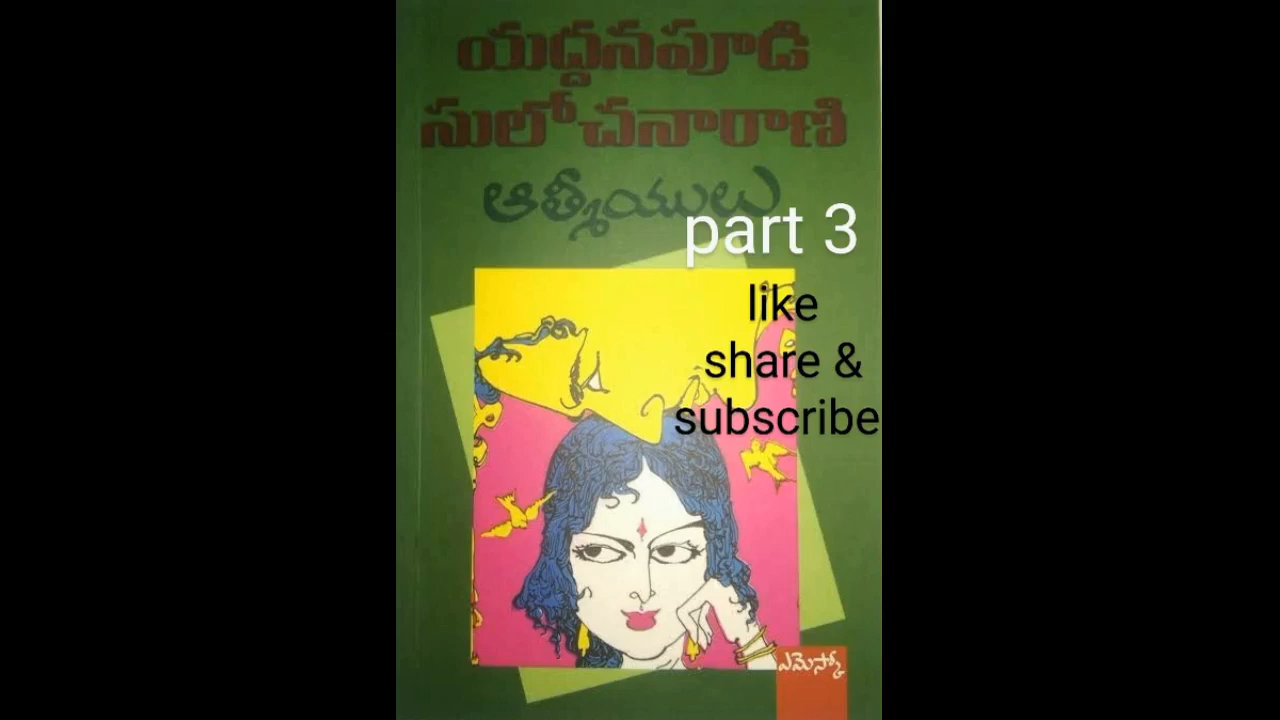 యద్దనపూడి
సులోచనారాణి
ఆత్మీయులు
part 3
like
share &
subscribe
ఎమెస్కో